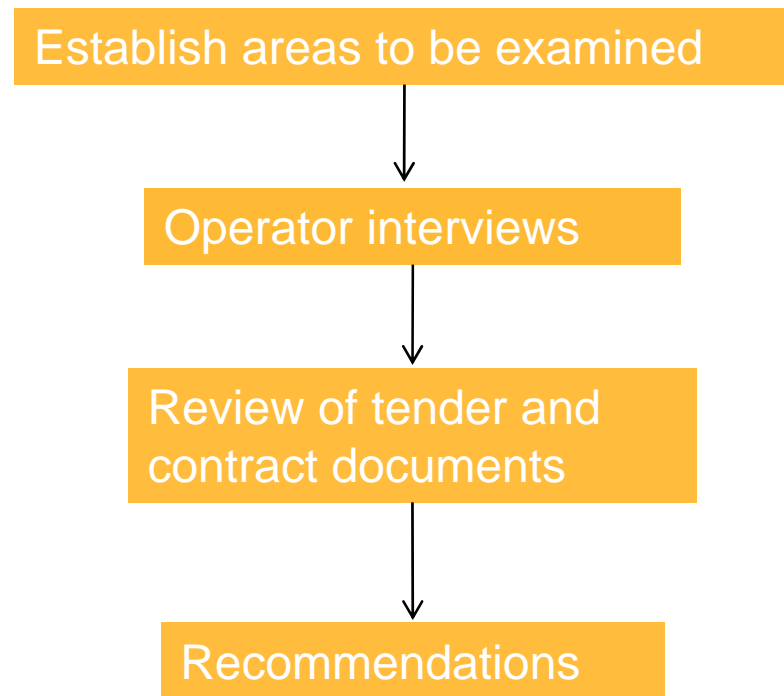 Establish areas to be examined
Operator interviews
Review of tender and
contract documents
Recommendations